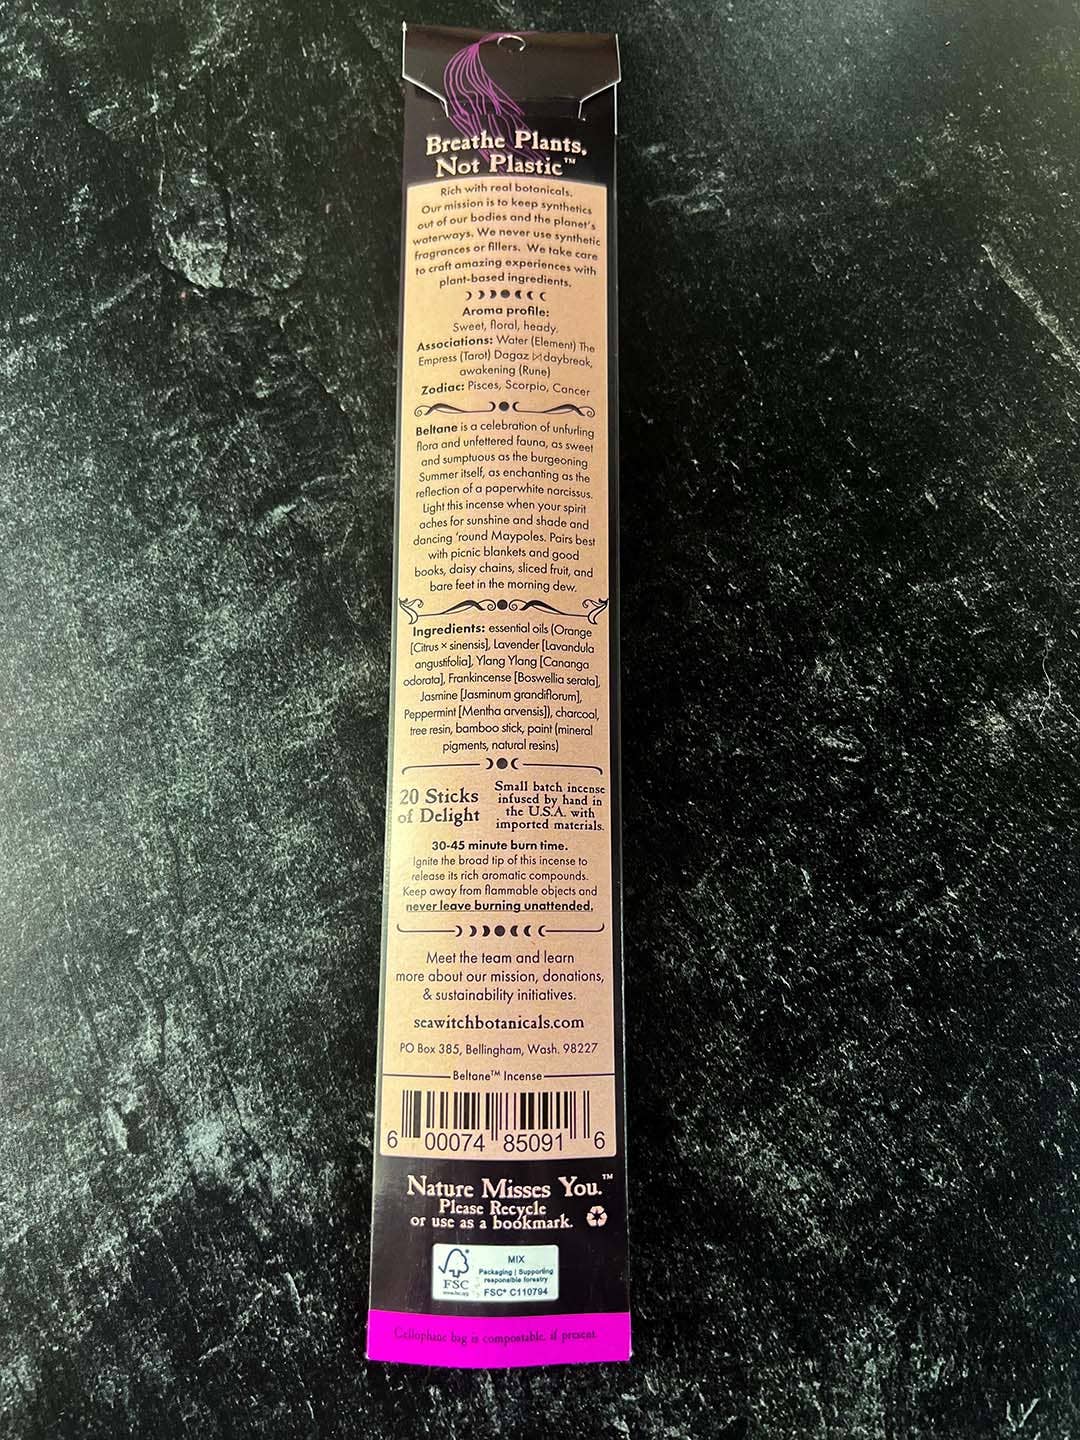 Breathe Plants,
Not Plastic™
Rich with real botanicals.
Our mission is to keep synthetics
out of our bodies and the planet's
waterways. We never use synthetic
fragrances or fillers. We take care
to craft amazing experiences with
plant-based ingredients.
Aroma profile:
Sweet, floral, heady.
Associations: Water (Element) The
Empress (Tarot) Dagaz ᛞ daybreak,
awakening (Rune)
Zodiac: Pisces, Scorpio, Cancer
Beltane is a celebration of unfurling
flora and unfettered fauna, as sweet
and sumptuous as the burgeoning
Summer itself, as enchanting as the
reflection of a paperwhite narcissus.
Light this incense when your spirit
aches for sunshine and shade and
dancing 'round Maypoles. Pairs best
with picnic blankets and good
books, daisy chains, sliced fruit, and
bare feet in the morning dew.
Ingredients: essential oils (Orange
[Citrus × sinensis], Lavender [Lavandula
angustifolia], Ylang Ylang [Cananga
odorata], Frankincense [Boswellia serata],
Jasmine [Jasminum grandiflorum],
Peppermint [Mentha arvensis]), charcoal,
tree resin, bamboo stick, paint (mineral
pigments, natural resins)
20 Sticks
of Delight
Small batch incense
infused by hand in
the U.S.A. with
imported materials.
30-45 minute burn time.
Ignite the broad tip of this incense to
release its rich aromatic compounds.
Keep away from flammable objects and
never leave burning unattended.
Meet the team and learn
more about our mission, donations,
& sustainability initiatives.
seawitchbotanicals.com
PO Box 385, Bellingham, Wash. 98227
Beltane™ Incense
6 00074 85091 6
Nature Misses You.™
Please Recycle
or use as a bookmark.
FSC
www.fsc.org
MIX
Packaging | Supporting
responsible forestry
FSC® C110794
Cellophane bag is compostable, if present.